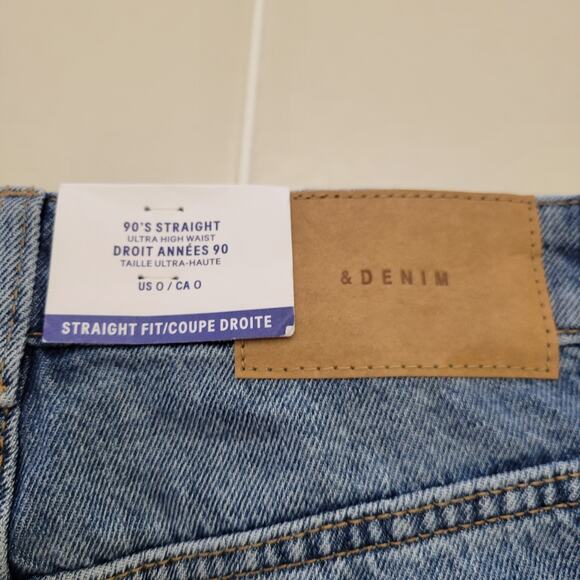 90'S STRAIGHT
ULTRA HIGH WAIST
DROIT ANNÉES 90
TAILLE ULTRA-HAUTE
US 0 / CA 0
STRAIGHT FIT/COUPE DROITE
& DENIM